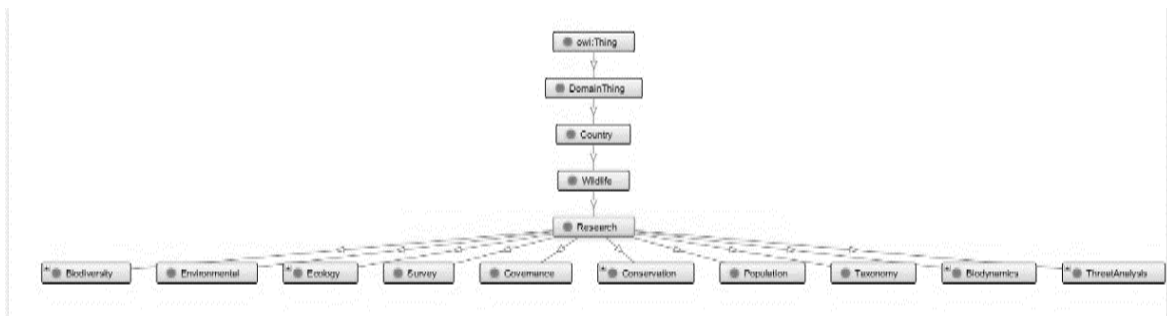 owl:Thing
DomainThing
Country
Wildlife
Research
Biodiversity Environmental Ecology Survey Governance Conservation Population Taxonomy Biodynamics ThreatAnalysis